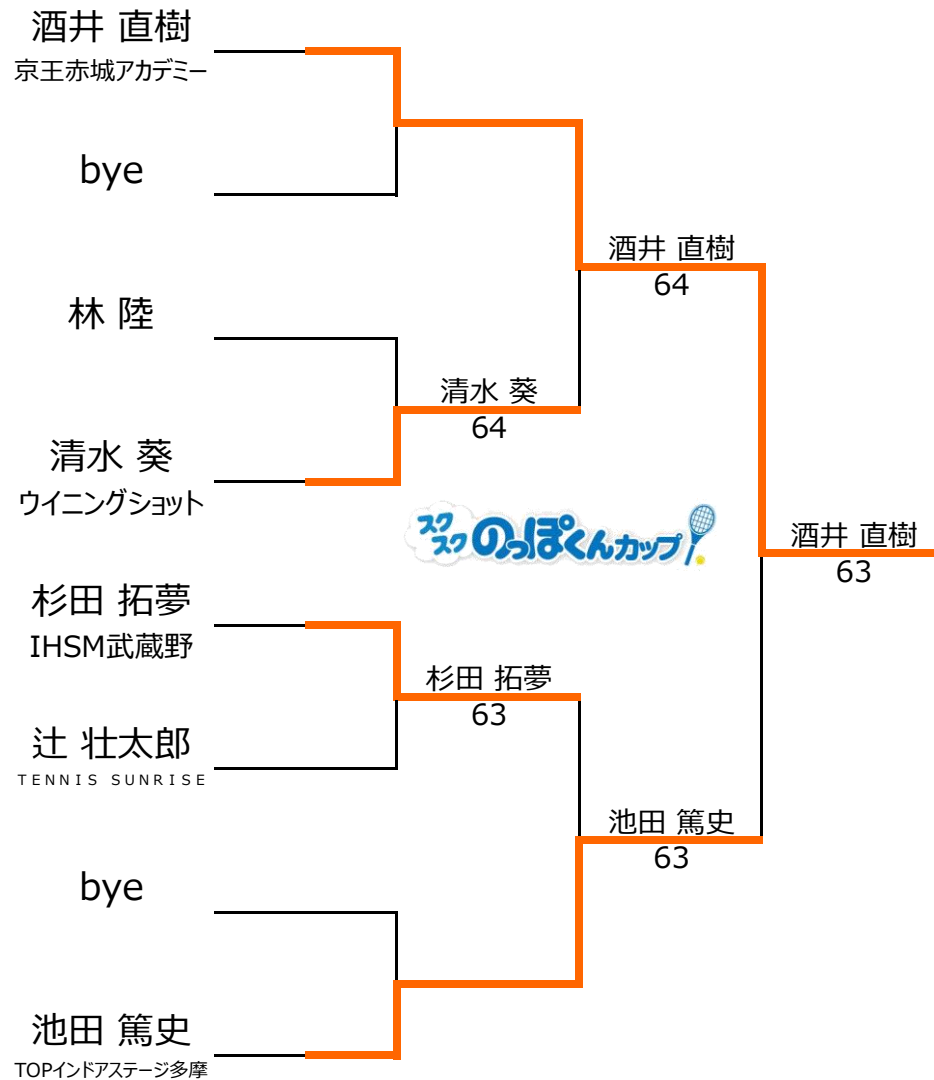 酒井 直樹
京王赤城アカデミー
bye
酒井 直樹
64
林 陸
清水 葵
64
清水 葵
ウイニングショット
スク
スク のっぽくんカップ
酒井 直樹
63
杉田 拓夢
IHSM武蔵野
杉田 拓夢
63
辻 壮太郎
TENNIS SUNRISE
池田 篤史
63
bye
池田 篤史
TOPインドアステージ多摩